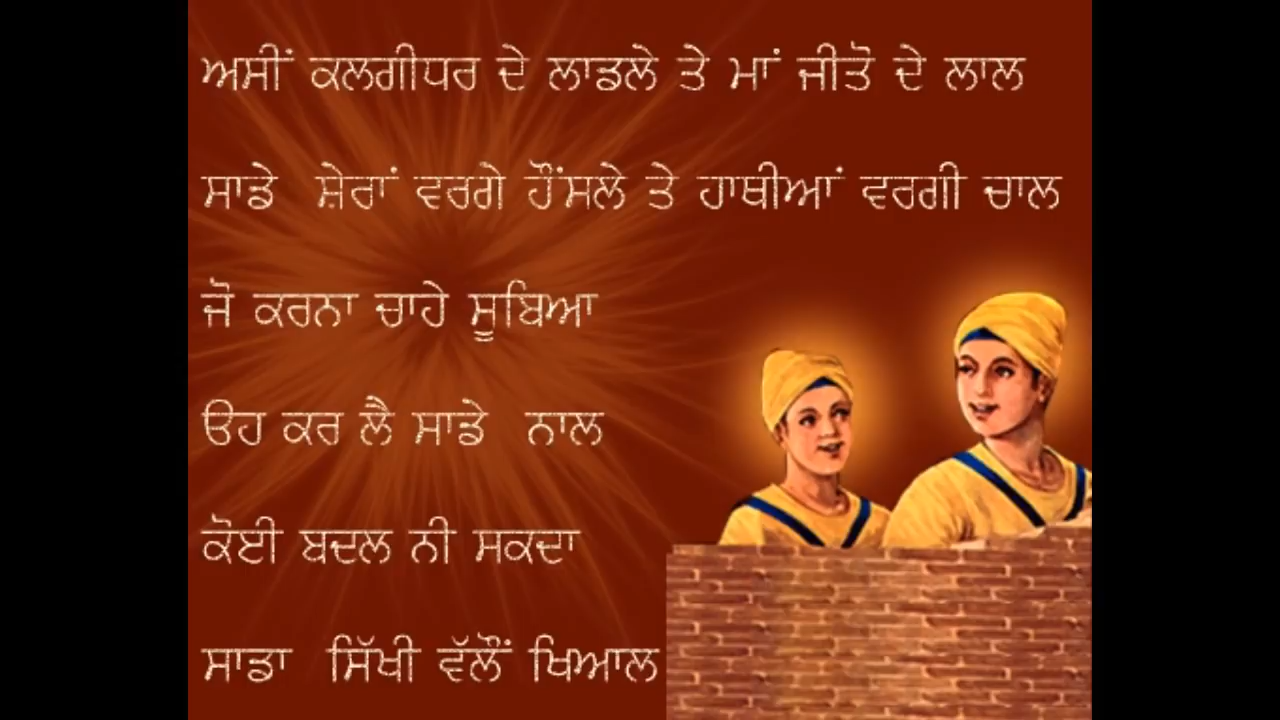 ਅਸੀਂ ਕਲਗੀਧਰ ਦੇ ਲਾਡਲੇ ਤੇ ਮਾਂ ਜੀਤੋ ਦੇ ਲਾਲ
ਸਾਡੇ ਸ਼ੇਰਾਂ ਵਰਗੇ ਹੌਂਸਲੇ ਤੇ ਹਾਥੀਆਂ ਵਰਗੀ ਚਾਲ
ਜੋ ਕਰਨਾ ਚਾਹੇ ਸੂਬਿਆ
ਓਹ ਕਰ ਲੈ ਸਾਡੇ ਨਾਲ
ਕੋਈ ਬਦਲ ਨੀ ਸਕਦਾ
ਸਾਡਾ ਸਿੱਖੀ ਵੱਲੌਂ ਖਿਆਲ